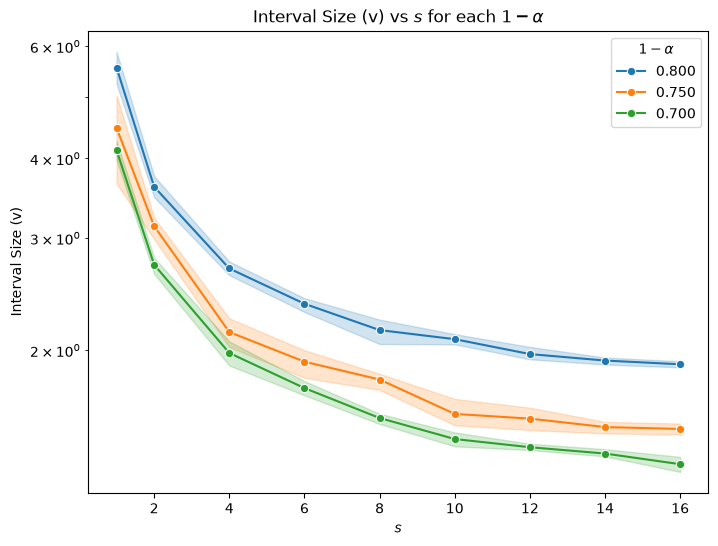 Interval Size (v) vs s for each 1 − α
6 × 10⁰
4 × 10⁰
3 × 10⁰
2 × 10⁰
Interval Size (v)
1 − α
0.800
0.750
0.700
2 4 6 8 10 12 14 16
s